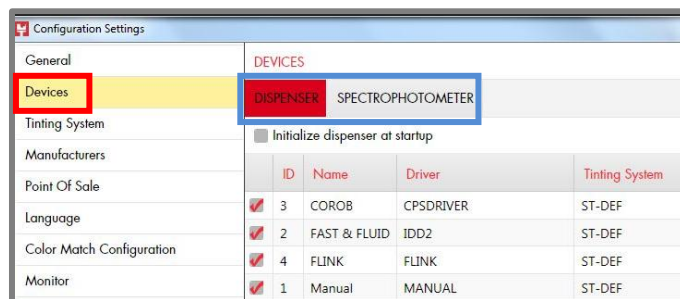 Configuration Settings
General
Devices
Tinting System
Manufacturers
Point Of Sale
Language
Color Match Configuration
Monitor
DEVICES
DISPENSER SPECTROPHOTOMETER
Initialize dispenser at startup
ID Name Driver Tinting System
3 COROB CPSDRIVER ST-DEF
2 FAST & FLUID IDD2 ST-DEF
4 FLINK FLINK ST-DEF
1 Manual MANUAL ST-DEF